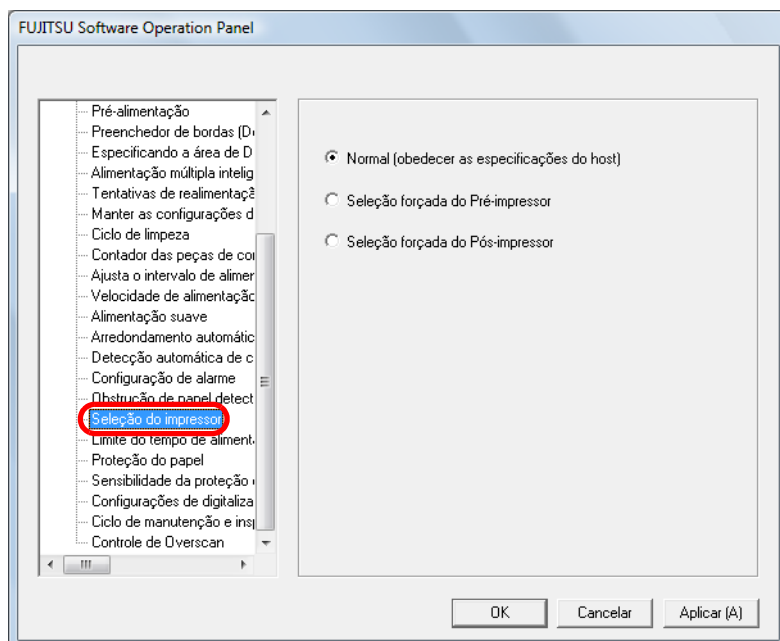 FUJITSU Software Operation Panel
Pré-alimentação
Preenchedor de bordas (De
Especificando a área de D
Alimentação múltipla intelig
Tentativas de realimentaçã
Manter as configurações d
Ciclo de limpeza
Contador das peças de co
Ajusta o intervalo de alimer
Velocidade de alimentação
Alimentação suave
Arredondamento automátic
Detecção automática de c
Configuração de alarme
Obstrução de papel detect
Seleção do impressor
Limite do tempo de aliment
Proteção do papel
Sensibilidade da proteção
Configurações de digitaliza
Ciclo de manutenção e insp
Controle de Overscan
Normal (obedecer as especificações do host)
Seleção forçada do Pré-impressor
Seleção forçada do Pós-impressor
OK
Cancelar
Aplicar (A)